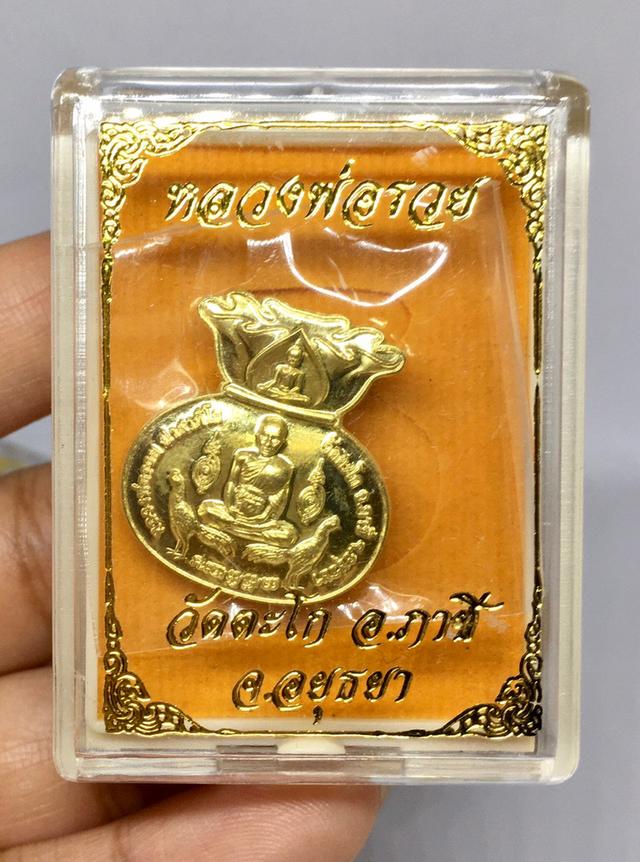 หลวงพ่อรวย
วัดตะโก อ.ภาชี
จ.อยุธยา